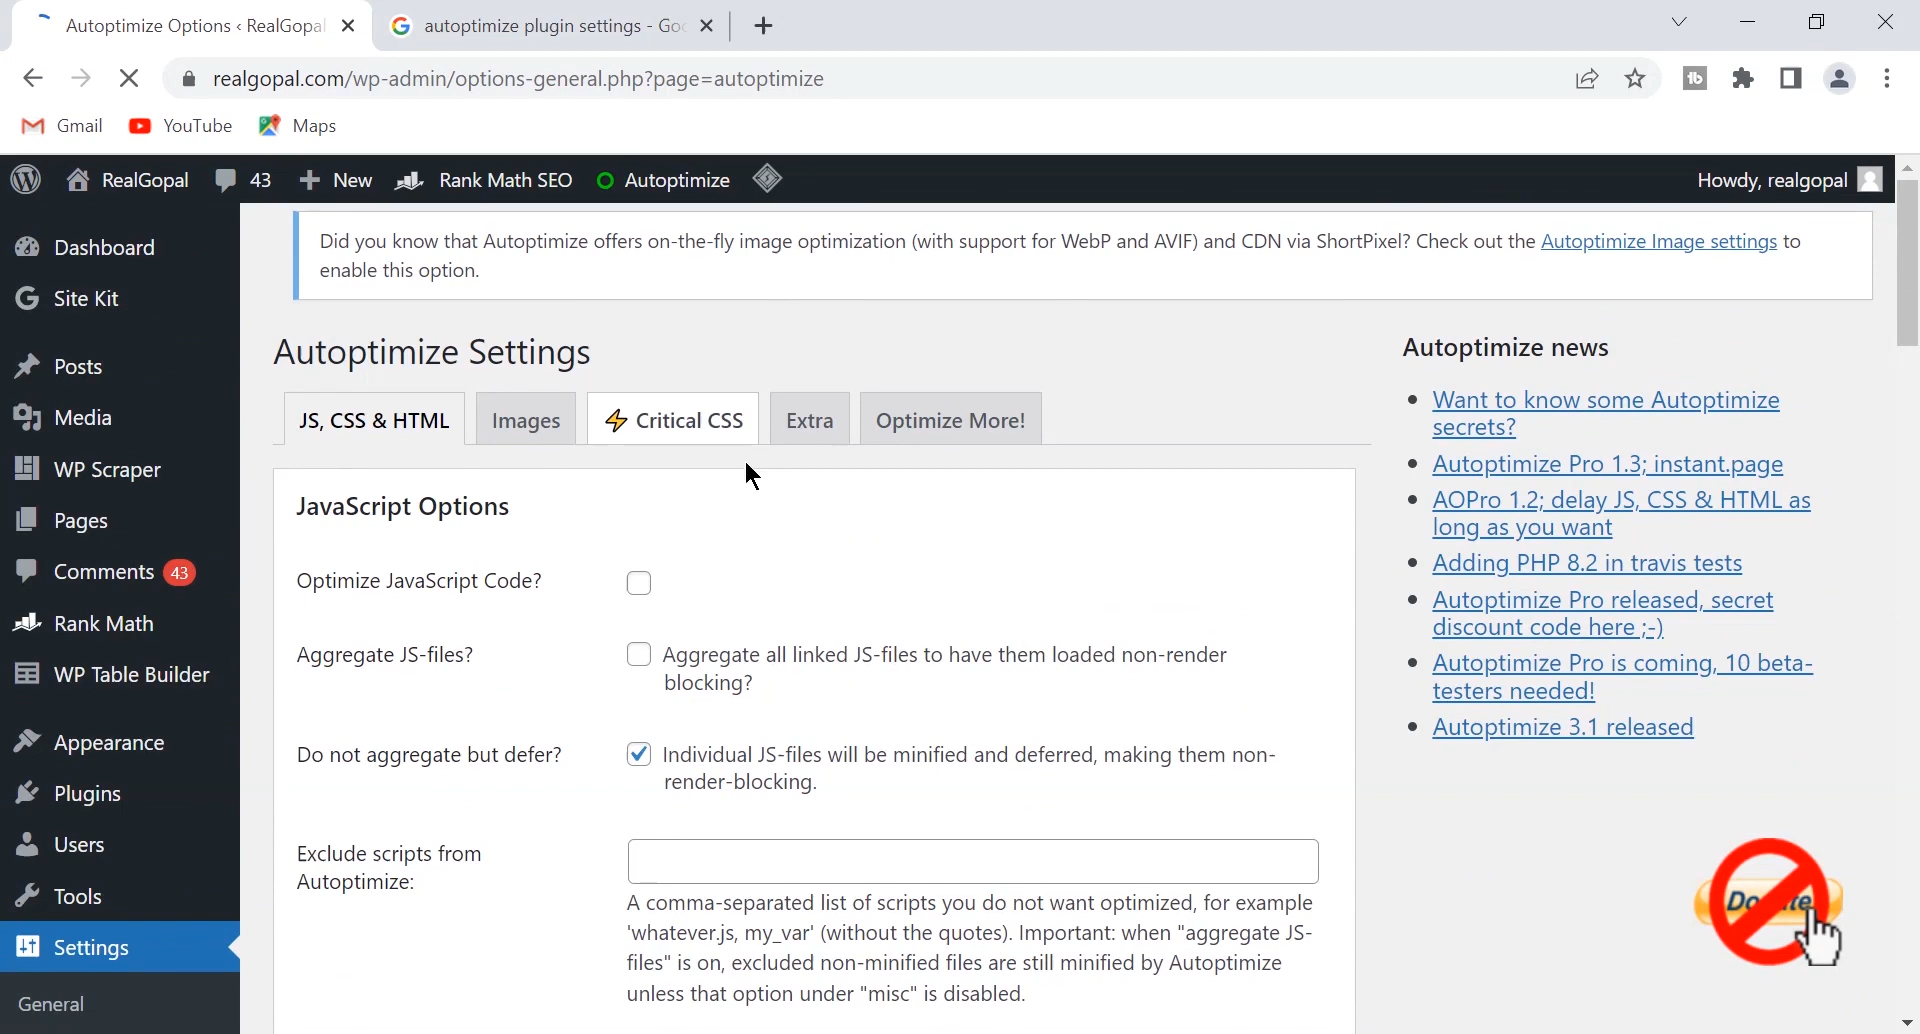 Autoptimize Options ‹ RealGopal
autoptimize plugin settings - Goo
realgopal.com/wp-admin/options-general.php?page=autoptimize
Gmail YouTube Maps
RealGopal 43 New Rank Math SEO Autoptimize Howdy, realgopal
Dashboard
Site Kit
Posts
Media
WP Scraper
Pages
Comments 43
Rank Math
WP Table Builder
Appearance
Plugins
Users
Tools
Settings
General
Did you know that Autoptimize offers on-the-fly image optimization (with support for WebP and AVIF) and CDN via ShortPixel? Check out the Autoptimize Image settings to
enable this option.
Autoptimize Settings
JS, CSS & HTML Images Critical CSS Extra Optimize More!
JavaScript Options
Optimize JavaScript Code?
Aggregate JS-files? Aggregate all linked JS-files to have them loaded non-render
blocking?
Do not aggregate but defer? Individual JS-files will be minified and deferred, making them non-
render-blocking.
Exclude scripts from
Autoptimize:
A comma-separated list of scripts you do not want optimized, for example
'whatever.js, my_var' (without the quotes). Important: when "aggregate JS-
files" is on, excluded non-minified files are still minified by Autoptimize
unless that option under "misc" is disabled.
Autoptimize news
Want to know some Autoptimize
secrets?
Autoptimize Pro 1.3; instant.page
AOPro 1.2; delay JS, CSS & HTML as
long as you want
Adding PHP 8.2 in travis tests
Autoptimize Pro released, secret
discount code here ;-)
Autoptimize Pro is coming, 10 beta-
testers needed!
Autoptimize 3.1 released